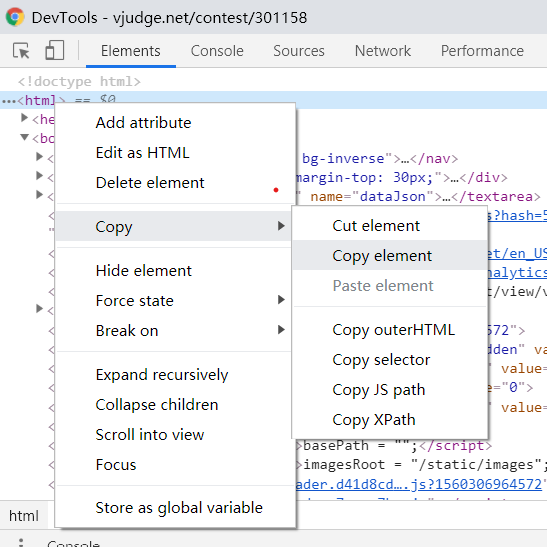 DevTools - vjudge.net/contest/301158
Elements Console Sources Network Performance
<!doctype html>
<html> == $0
<he
<bo
< bg-inverse">…</nav>
< margin-top: 30px;">…</div>
< " name="dataJson">…</textarea>
Add attribute
Edit as HTML
Delete element
Copy
Hide element
Force state
Break on
Expand recursively
Collapse children
Scroll into view
Focus
Store as global variable
Cut element
Copy element
Paste element
Copy outerHTML
Copy selector
Copy JS path
Copy XPath
s?hash=5
et/en_US
nalytics
t/view/v
572">
dden" va
value=
="0">
value=
>basePath = "";</script>
>imagesRoot = "/static/images";
ader.d41d8cd….js?1560306964572"
html
Console